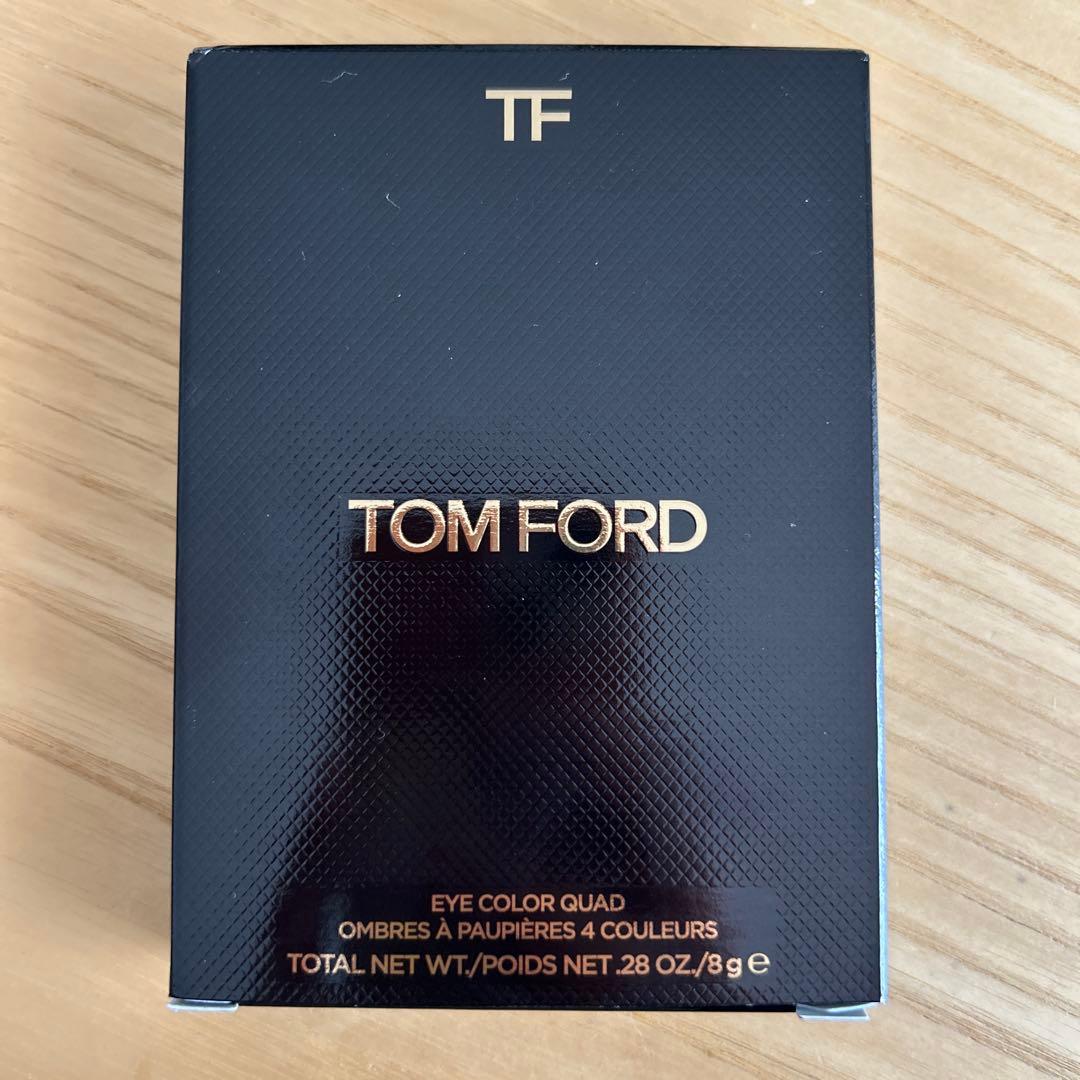 TF
TOM FORD
EYE COLOR QUAD
OMBRES À PAUPIÈRES 4 COULEURS
TOTAL NET WT./POIDS NET .28 OZ./8 g ℮